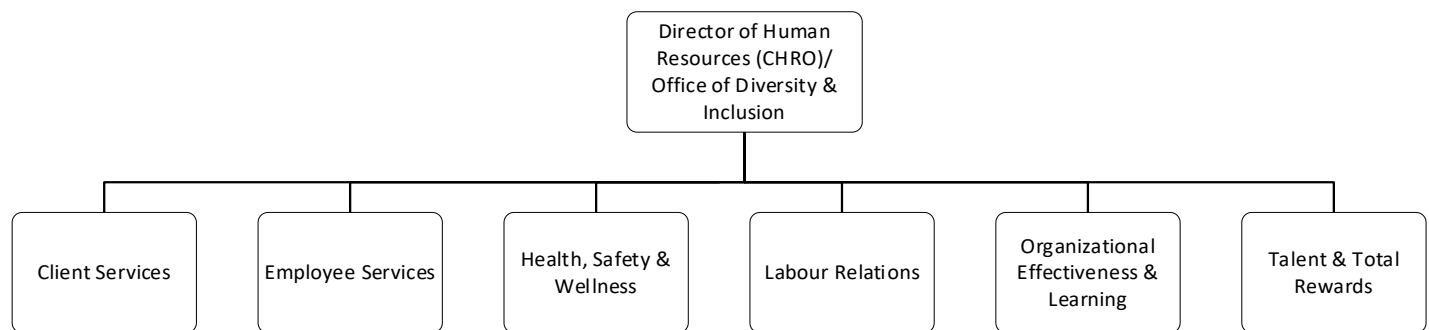 Director of Human
Resources (CHRO)/
Office of Diversity &
Inclusion
Client Services
Employee Services
Health, Safety &
Wellness
Labour Relations
Organizational
Effectiveness &
Learning
Talent & Total
Rewards